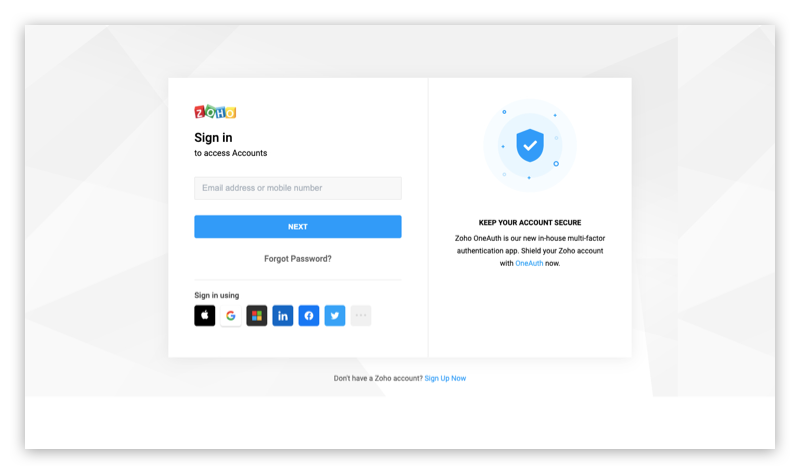 ZOHO
Sign in
to access Accounts
Email address or mobile number
NEXT
Forgot Password?
Sign in using
in
KEEP YOUR ACCOUNT SECURE
Zoho OneAuth is our new in-house multi-factor
authentication app. Shield your Zoho account
with OneAuth now.
Don't have a Zoho account? Sign Up Now